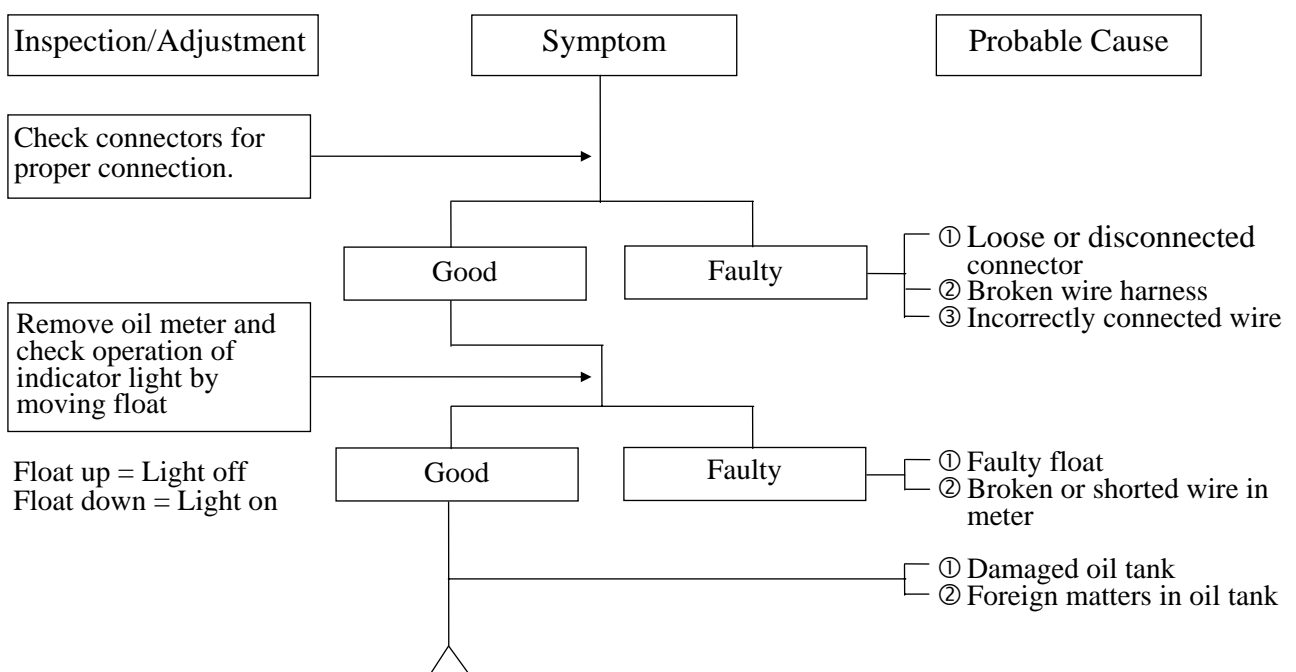 Inspection/Adjustment
Symptom
Probable Cause
Check connectors for
proper connection.
Good
Faulty
① Loose or disconnected
connector
② Broken wire harness
③ Incorrectly connected wire
Remove oil meter and
check operation of
indicator light by
moving float
Float up = Light off
Float down = Light on
Good
Faulty
① Faulty float
② Broken or shorted wire in
meter
① Damaged oil tank
② Foreign matters in oil tank